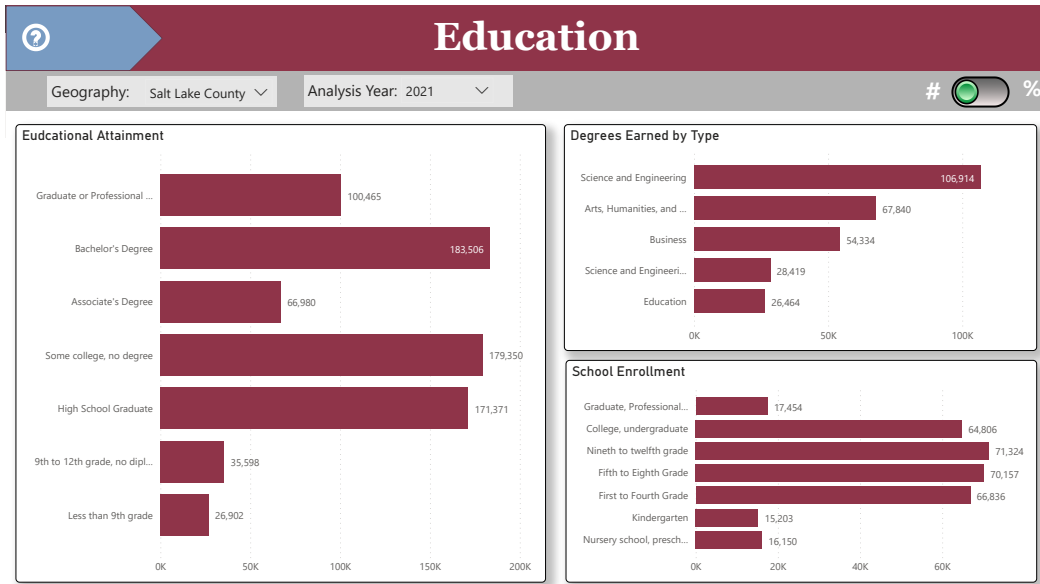 ?
Education
Geography: Salt Lake County
Analysis Year: 2021
# %
Eudcational Attainment
Graduate or Professional ... 100,465
Bachelor's Degree 183,506
Associate's Degree 66,980
Some college, no degree 179,350
High School Graduate 171,371
9th to 12th grade, no dipl... 35,598
Less than 9th grade 26,902
0K 50K 100K 150K 200K
Degrees Earned by Type
Science and Engineering 106,914
Arts, Humanities, and ... 67,840
Business 54,334
Science and Engineeri... 28,419
Education 26,464
0K 50K 100K
School Enrollment
Graduate, Professional... 17,454
College, undergraduate 64,806
Nineth to twelfth grade 71,324
Fifth to Eighth Grade 70,157
First to Fourth Grade 66,836
Kindergarten 15,203
Nursery school, presch... 16,150
0K 20K 40K 60K